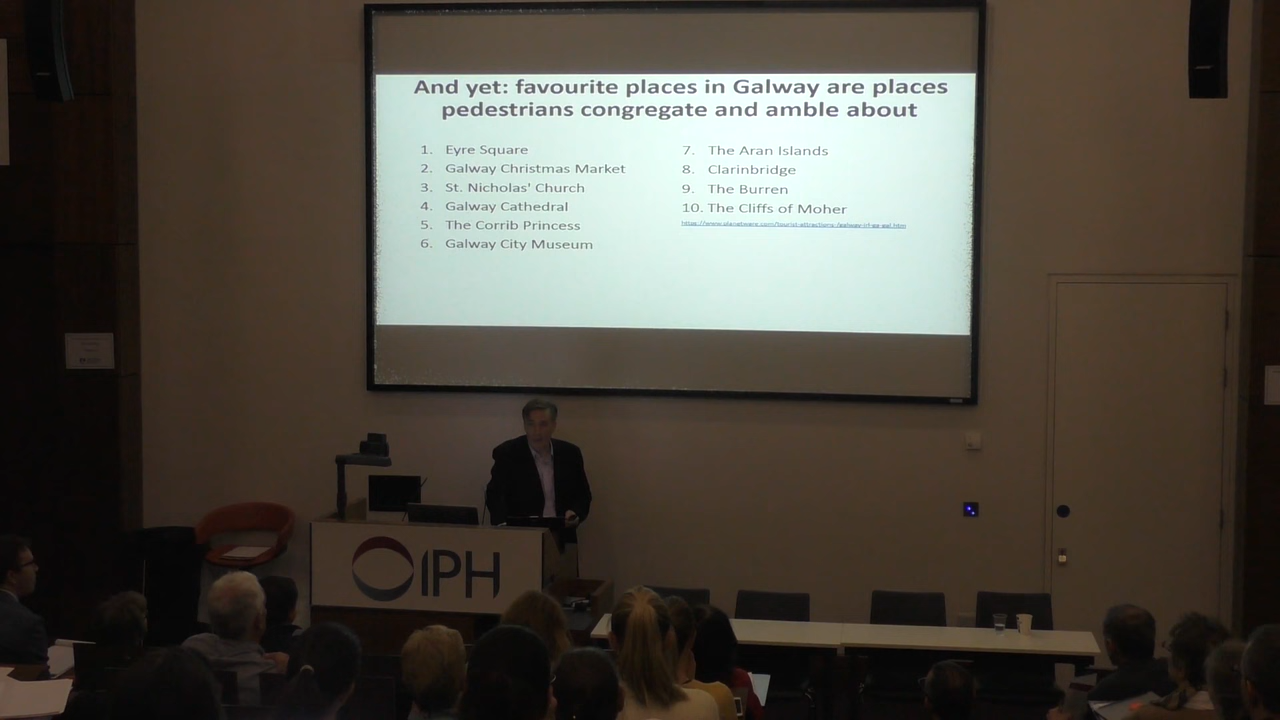 And yet: favourite places in Galway are places
pedestrians congregate and amble about
1. Eyre Square
2. Galway Christmas Market
3. St. Nicholas' Church
4. Galway Cathedral
5. The Corrib Princess
6. Galway City Museum
7. The Aran Islands
8. Clarinbridge
9. The Burren
10. The Cliffs of Moher
IPH